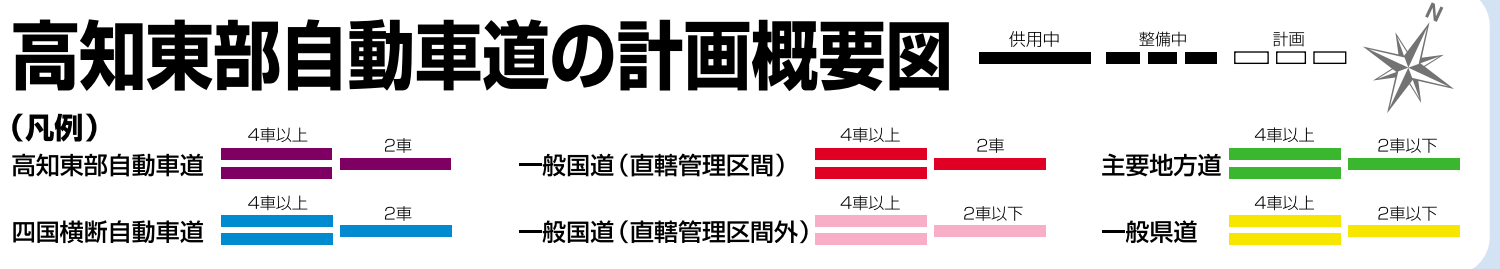 高知東部自動車道の計画概要図
供用中 整備中 計画
N
(凡例)
高知東部自動車道 4車以上 2車
一般国道(直轄管理区間) 4車以上 2車
主要地方道 4車以上 2車以下
四国横断自動車道 4車以上 2車
一般国道(直轄管理区間外) 4車以上 2車以下
一般県道 4車以上 2車以下